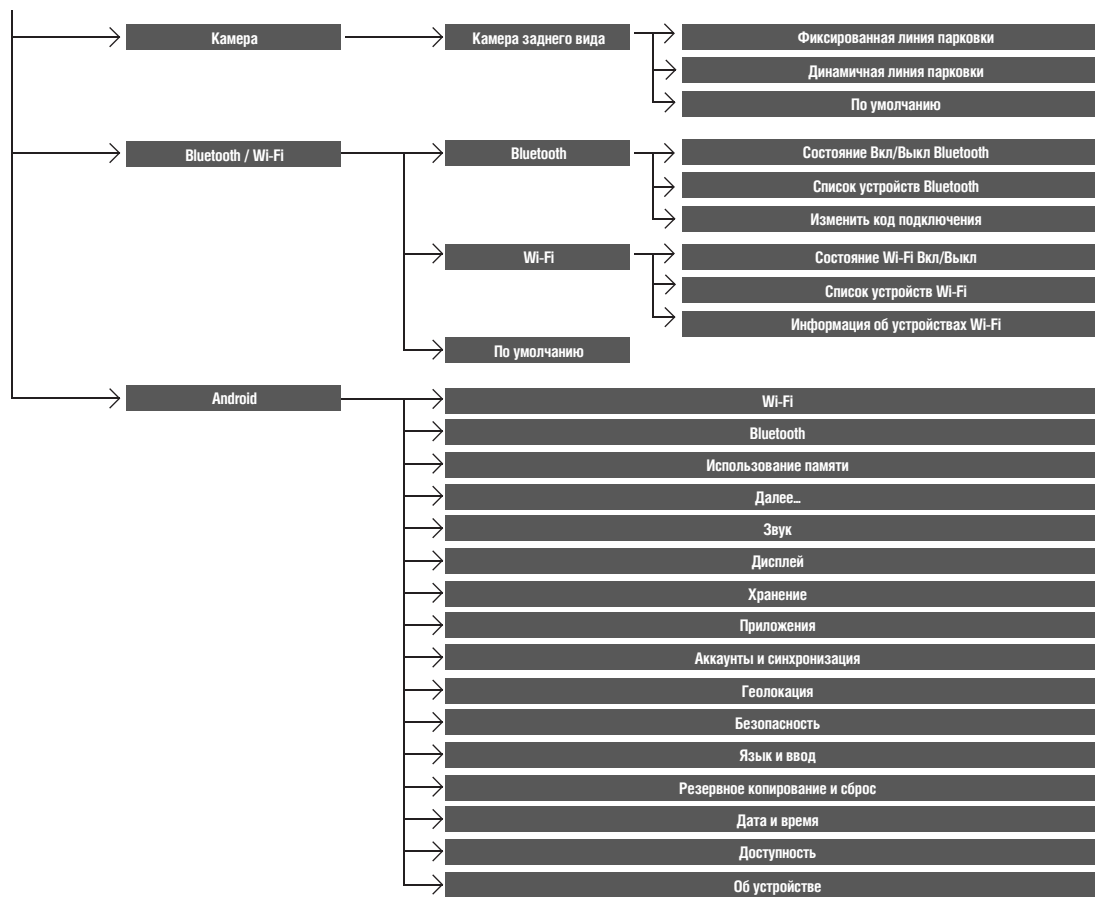 Камера
Камера заднего вида
Фиксированная линия парковки
Динамичная линия парковки
По умолчанию
Bluetooth / Wi-Fi
Bluetooth
Состояние Вкл/Выкл Bluetooth
Список устройств Bluetooth
Изменить код подключения
Wi-Fi
Состояние Wi-Fi Вкл/Выкл
Список устройств Wi-Fi
Информация об устройствах Wi-Fi
По умолчанию
Android
Wi-Fi
Bluetooth
Использование памяти
Далее...
Звук
Дисплей
Хранение
Приложения
Аккаунты и синхронизация
Геолокация
Безопасность
Язык и ввод
Резервное копирование и сброс
Дата и время
Доступность
Об устройстве